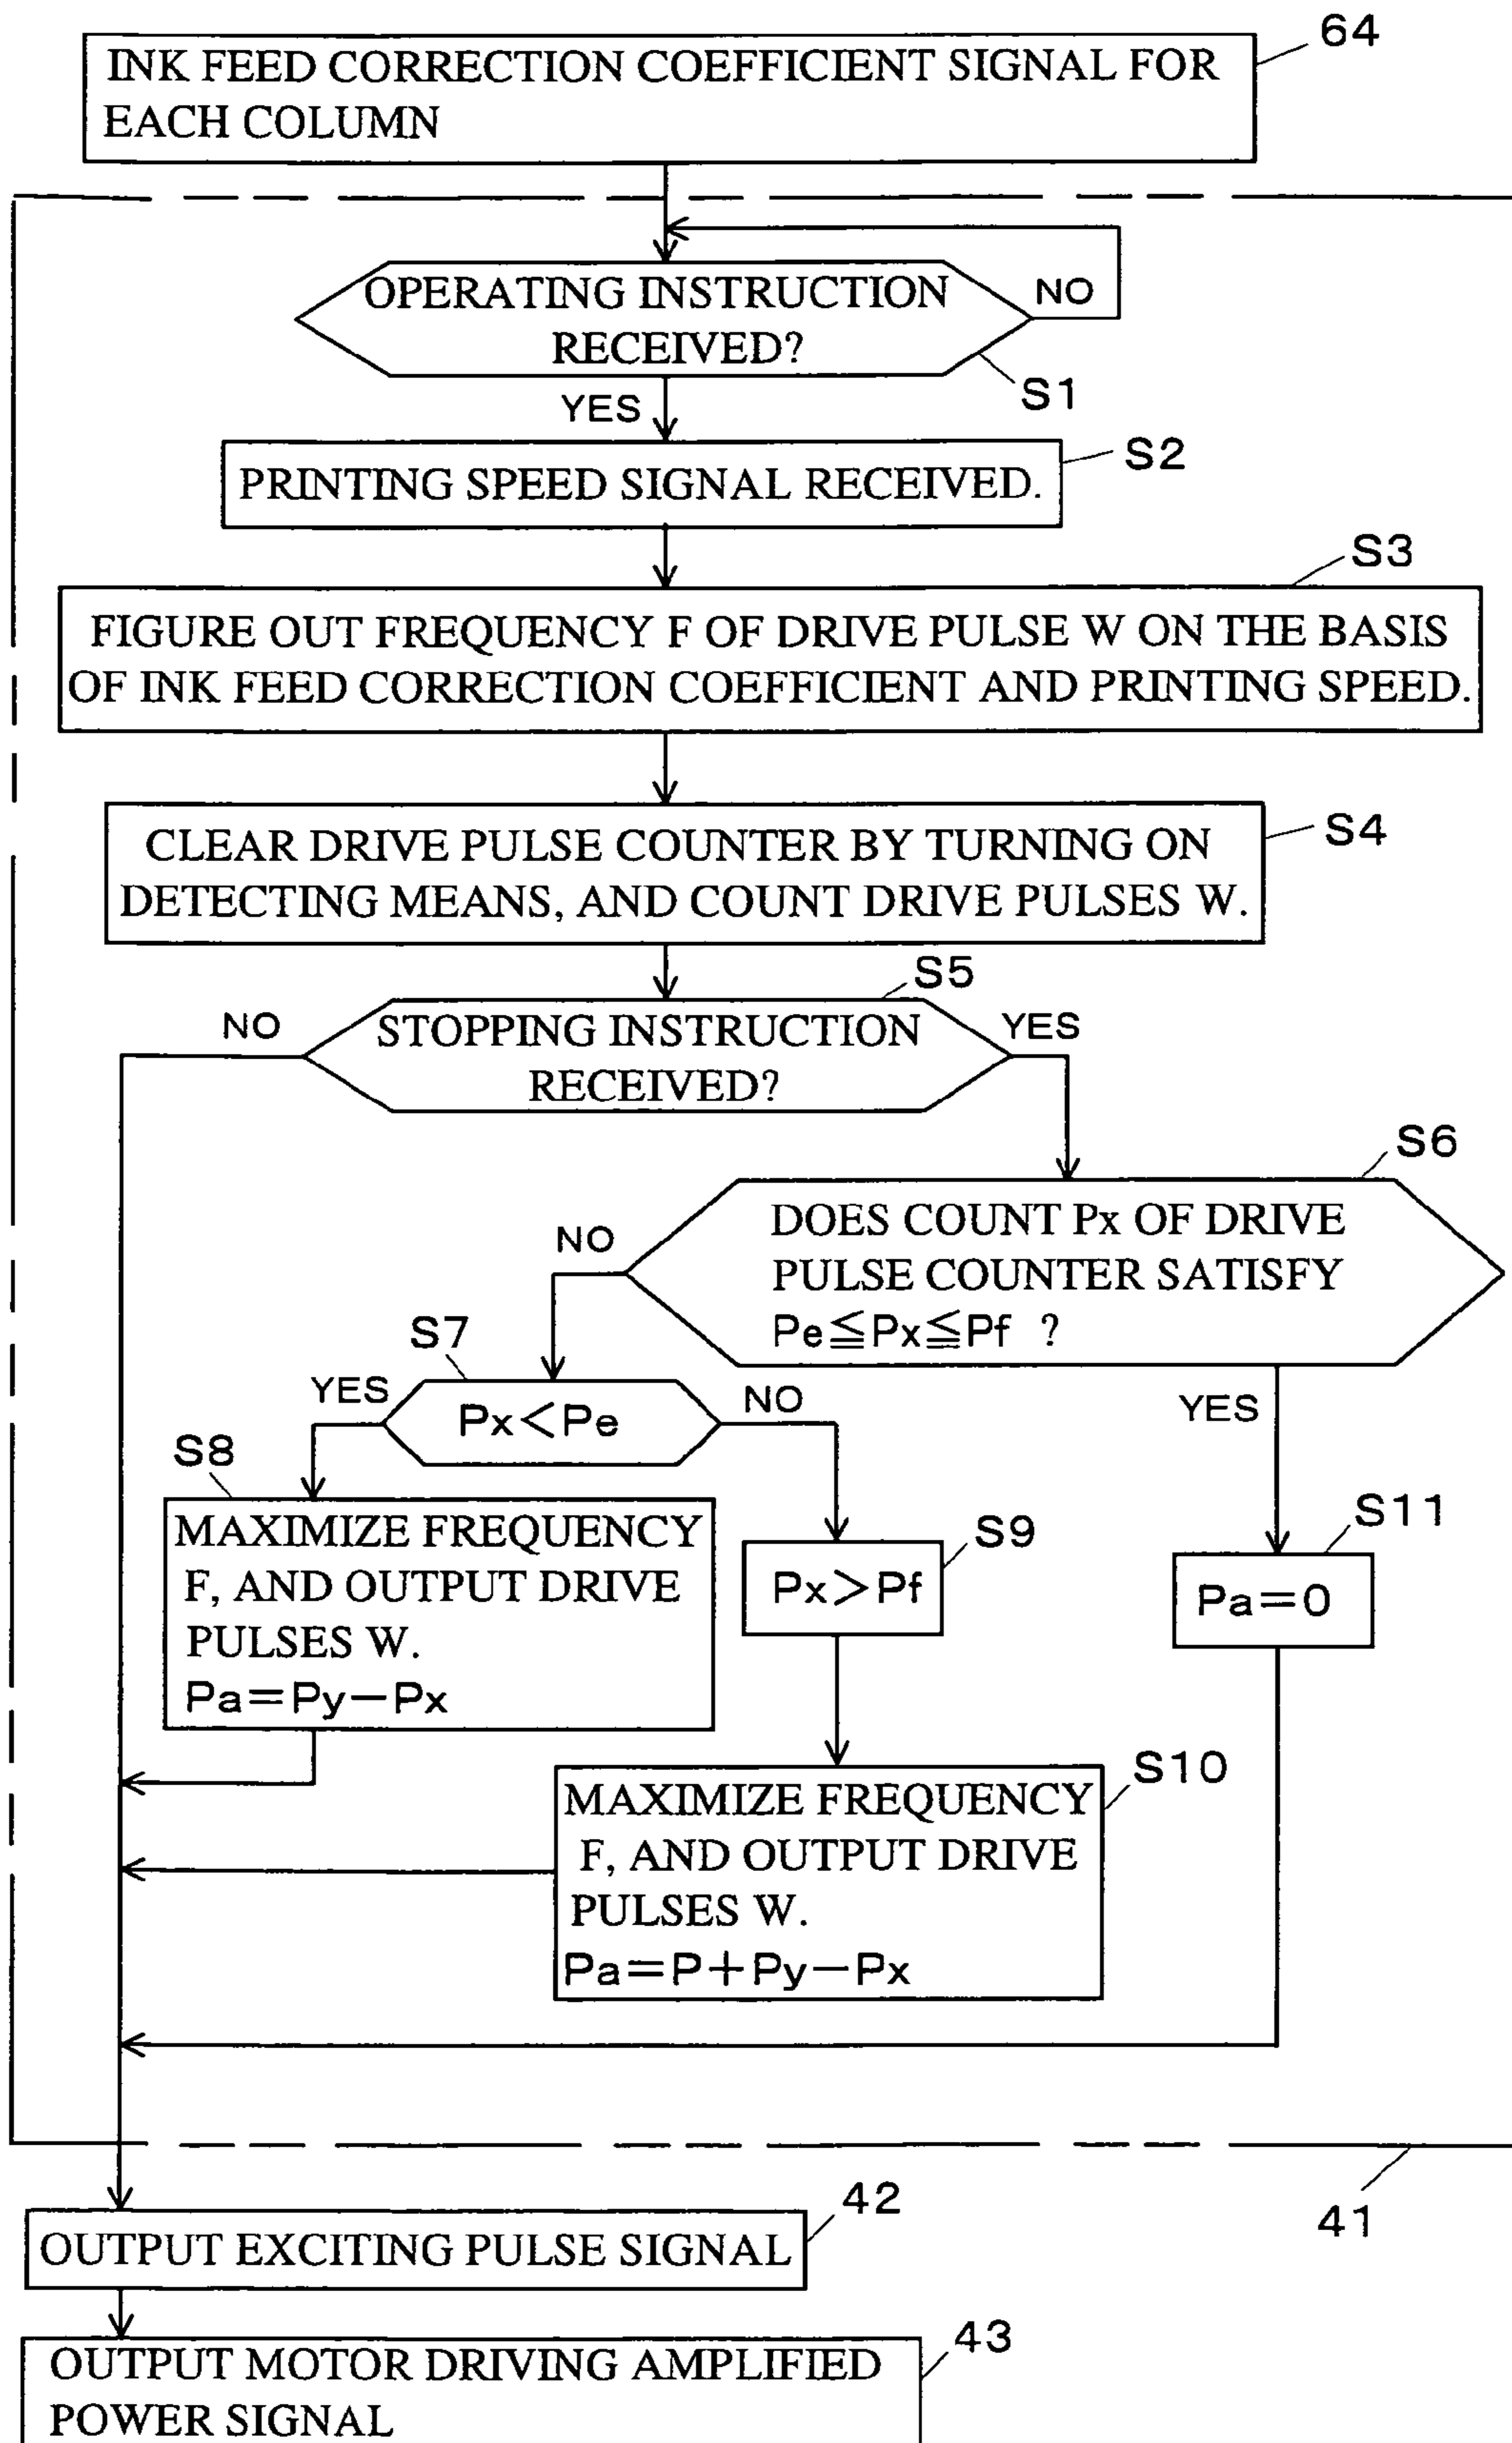 64
INK FEED CORRECTION COEFFICIENT SIGNAL FOR
EACH COLUMN
OPERATING INSTRUCTION
RECEIVED?
NO
S1
YES
S2
PRINTING SPEED SIGNAL RECEIVED.
S3
FIGURE OUT FREQUENCY F OF DRIVE PULSE W ON THE BASIS
OF INK FEED CORRECTION COEFFICIENT AND PRINTING SPEED.
S4
CLEAR DRIVE PULSE COUNTER BY TURNING ON
DETECTING MEANS, AND COUNT DRIVE PULSES W.
S5
NO
STOPPING INSTRUCTION
RECEIVED?
YES
S6
DOES COUNT Px OF DRIVE
PULSE COUNTER SATISFY
Pe≦Px≦Pf ?
NO
YES
S7
Px<Pe
YES
NO
S8
MAXIMIZE FREQUENCY
F, AND OUTPUT DRIVE
PULSES W.
Pa=Py−Px
S9
Px>Pf
S11
Pa=0
S10
MAXIMIZE FREQUENCY
F, AND OUTPUT DRIVE
PULSES W.
Pa=P+Py−Px
41
42
OUTPUT EXCITING PULSE SIGNAL
43
OUTPUT MOTOR DRIVING AMPLIFIED
POWER SIGNAL